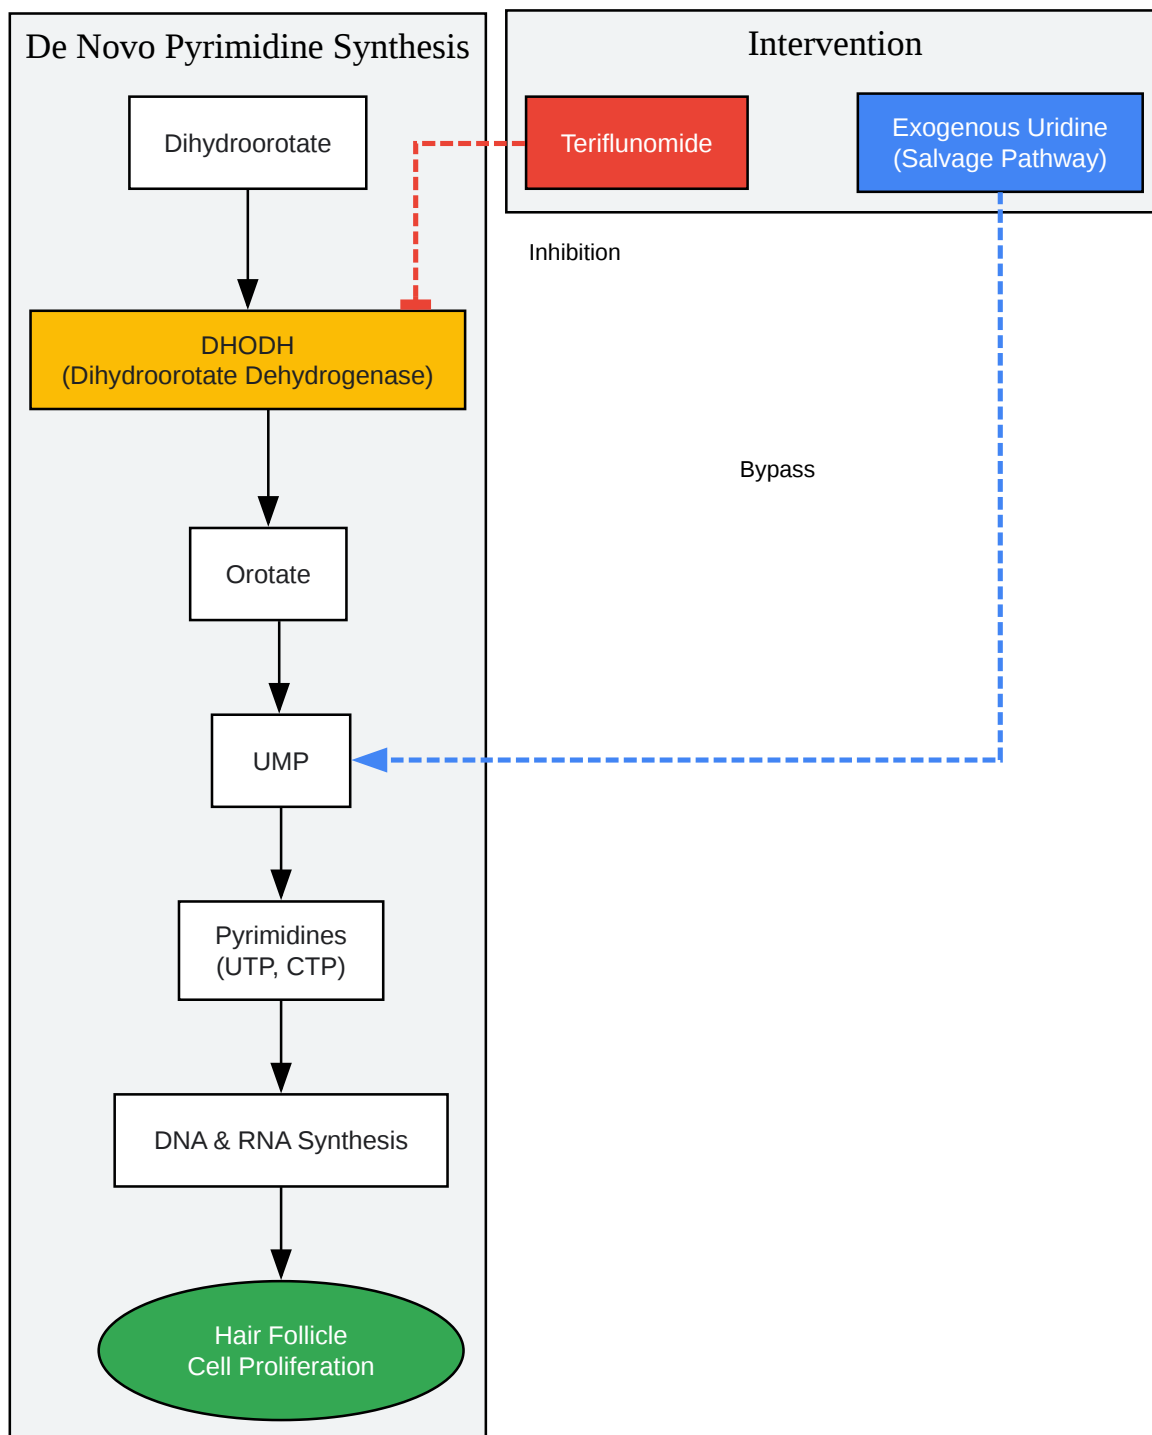 De Novo Pyrimidine Synthesis
Intervention
Dihydroorotate
Teriflunomide
Exogenous Uridine
(Salvage Pathway)
Inhibition
DHODH
(Dihydroorotate Dehydrogenase)
Bypass
Orotate
UMP
Pyrimidines
(UTP, CTP)
DNA & RNA Synthesis
Hair Follicle
Cell Proliferation